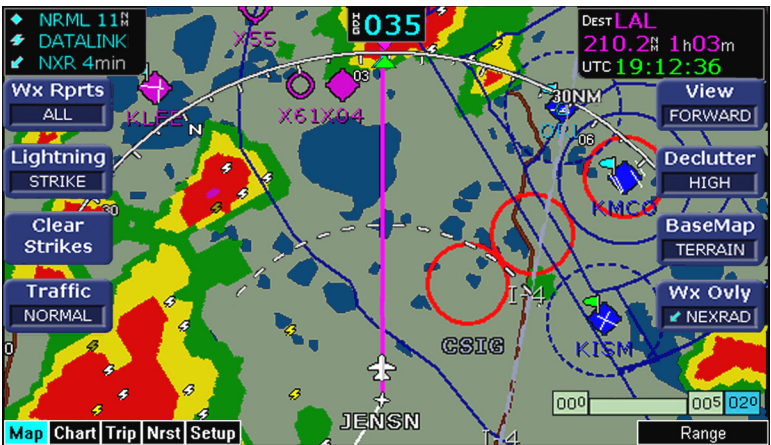 NRML 11NM
DATALINK
NXR 4min
HDG 035
DEST LAL
210.2NM 1h03m
UTC 19:12:36
X55
03
Wx Rprts
ALL
KLEE
X61
X04
30NM
ORL
06
View
FORWARD
N
Lightning
STRIKE
Declutter
HIGH
KMCO
30
Clear
Strikes
BaseMap
TERRAIN
Traffic
NORMAL
I-4
Wx Ovly
NEXRAD
CSIG
KISM
0
JENSN
000
005
020
I-4
Map
Chart
Trip
Nrst
Setup
Range